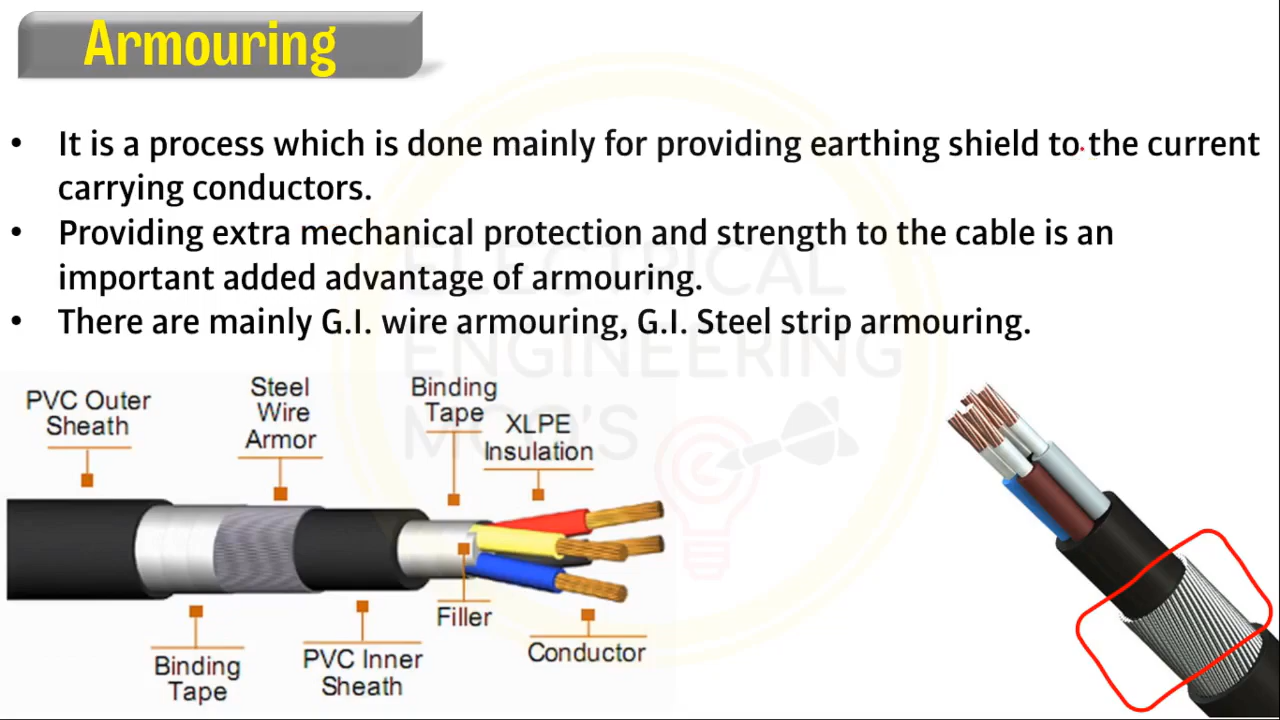 Armouring
• It is a process which is done mainly for providing earthing shield to the current
carrying conductors.
• Providing extra mechanical protection and strength to the cable is an
important added advantage of armouring.
• There are mainly G.I. wire armouring, G.I. Steel strip armouring.
ELECTRICAL
ENGINEERING
MCQ'S
PVC Outer
Sheath
Steel
Wire
Armor
Binding
Tape
XLPE
Insulation
Binding
Tape
PVC Inner
Sheath
Filler
Conductor